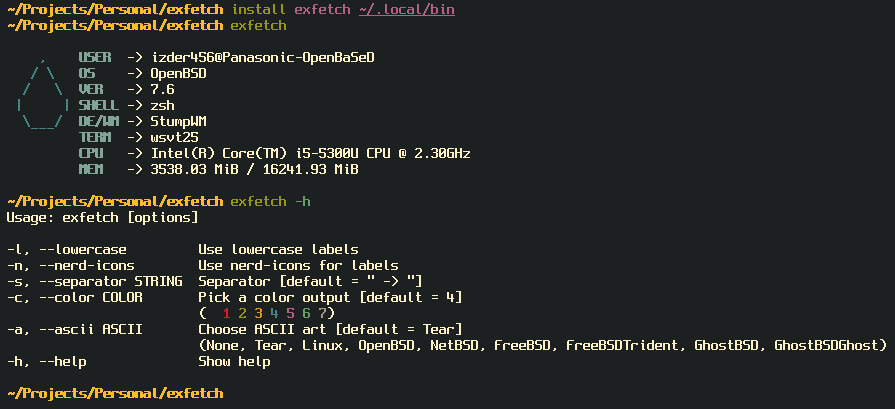 ~/Projects/Personal/exfetch install exfetch ~/.local/bin
~/Projects/Personal/exfetch exfetch
USER -> izder456@Panasonic-OpenBaSeD
OS -> OpenBSD
VER -> 7.6
SHELL -> zsh
DE/WM -> StumpWM
TERM -> wsvt25
CPU -> Intel(R) Core(TM) i5-5300U CPU @ 2.30GHz
MEM -> 3538.03 MiB / 16241.93 MiB
~/Projects/Personal/exfetch exfetch -h
Usage: exfetch [options]
-l, --lowercase Use lowercase labels
-n, --nerd-icons Use nerd-icons for labels
-s, --separator STRING Separator [default = " -> "]
-c, --color COLOR Pick a color output [default = 4]
( 1 2 3 4 5 6 7)
-a, --ascii ASCII Choose ASCII art [default = Tear]
(None, Tear, Linux, OpenBSD, NetBSD, FreeBSD, FreeBSDTrident, GhostBSD, GhostBSDGhost)
-h, --help Show help
~/Projects/Personal/exfetch